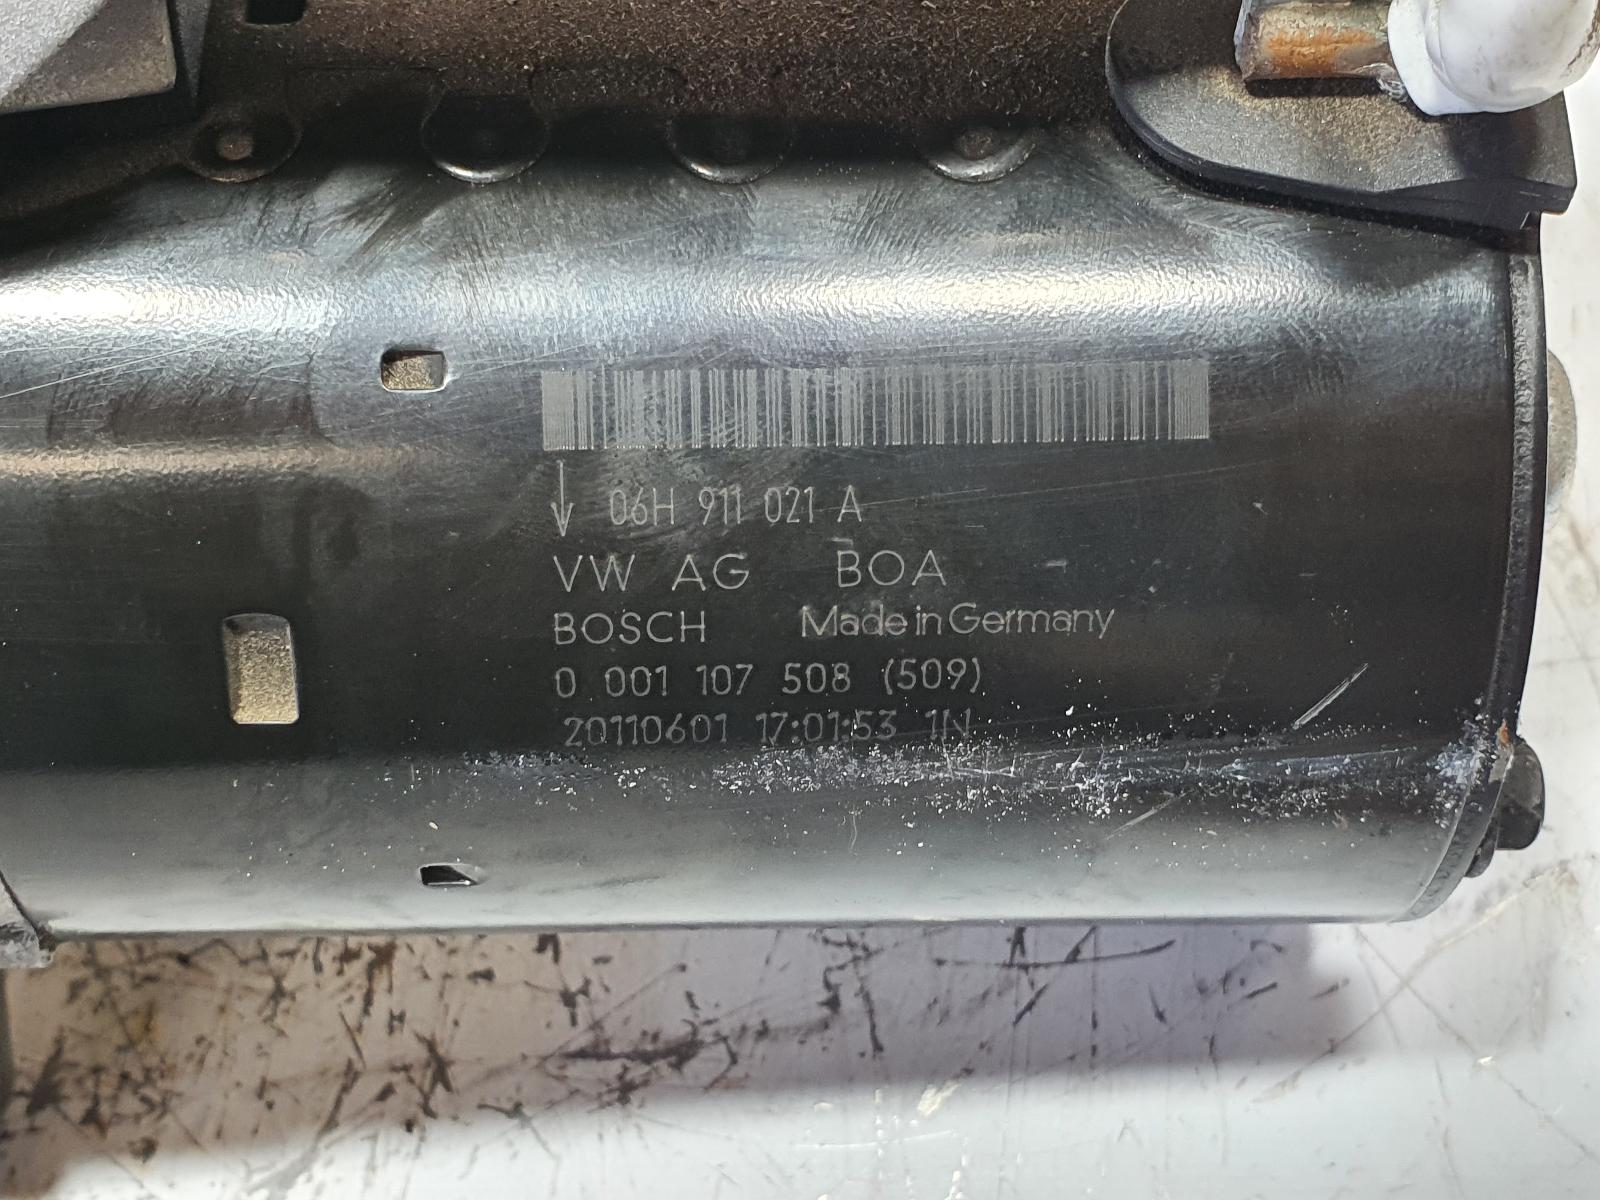 06H 911 021 A
VW AG BOA
BOSCH Made in Germany
0 001 107 508 (509)
20110601 17:01:53 1N